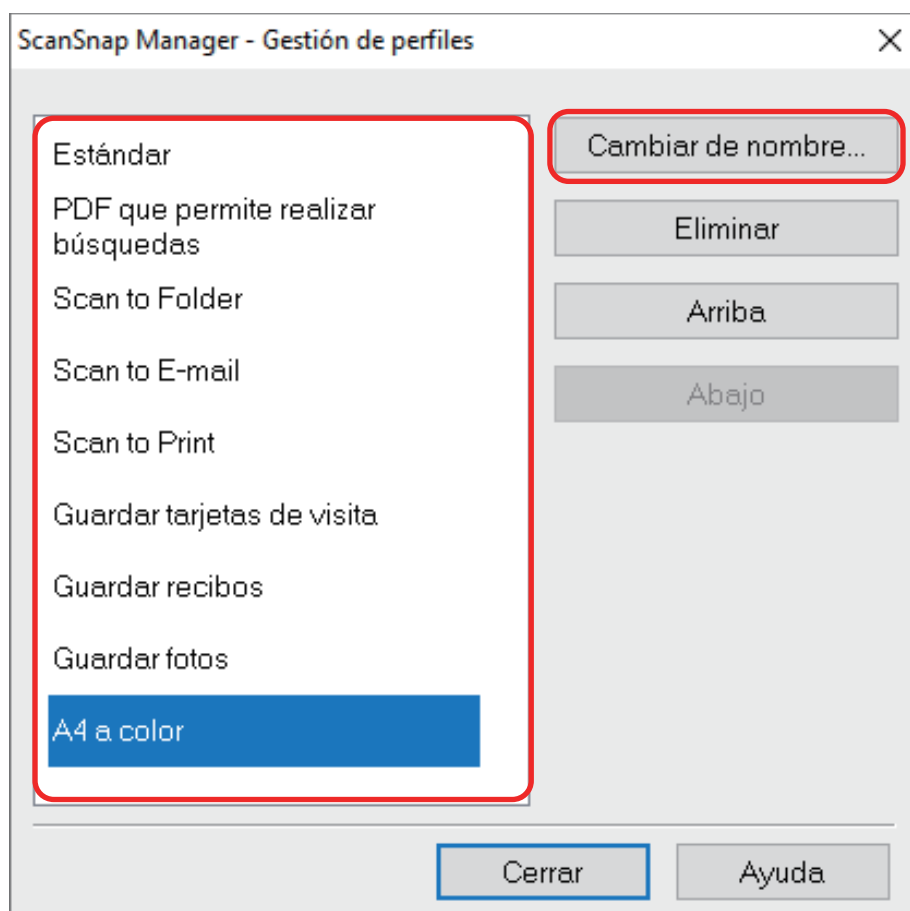 ScanSnap Manager - Gestión de perfiles
Estándar
PDF que permite realizar
búsquedas
Scan to Folder
Scan to E-mail
Scan to Print
Guardar tarjetas de visita
Guardar recibos
Guardar fotos
A4 a color
Cambiar de nombre...
Eliminar
Arriba
Abajo
Cerrar
Ayuda